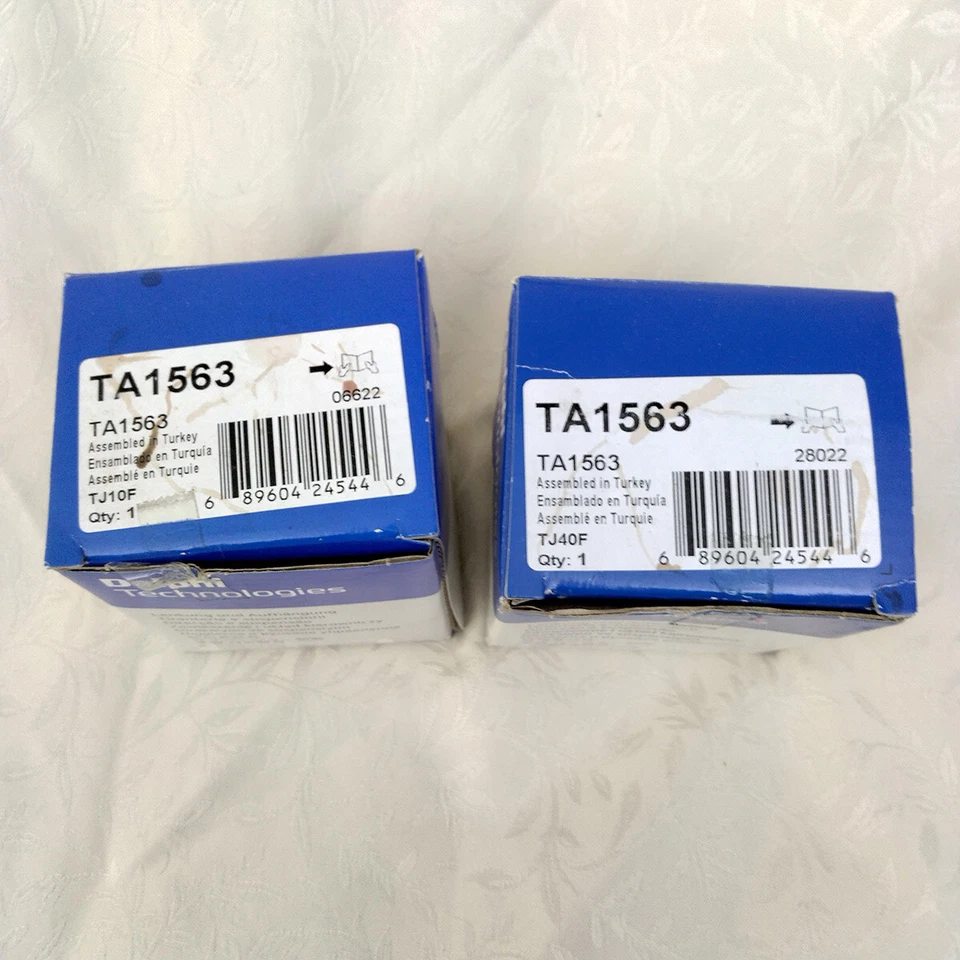 TA1563
06622
TA1563
Assembled in Turkey
Ensamblado en Turquía
Assemblé en Turquie
TJ10F
Qty: 1
6 89604 24544 6
Delphi
Technologies
TA1563
28022
TA1563
Assembled in Turkey
Ensamblado en Turquía
Assemblé en Turquie
TJ40F
Qty: 1
6 89604 24544 6